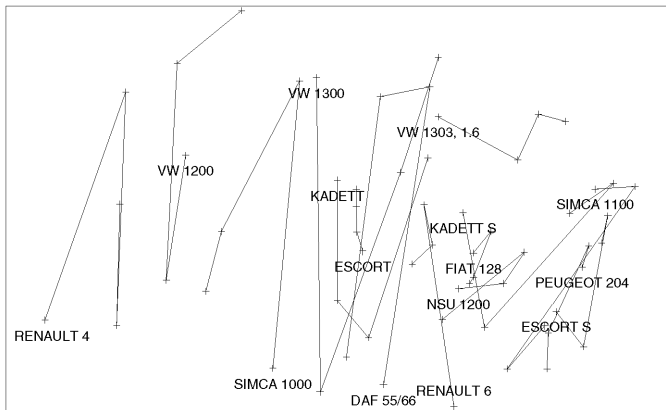 VW 1300
VW 1303, 1.6
VW 1200
KADETT
SIMCA 1100
KADETT S
ESCORT
FIAT 128
PEUGEOT 204
NSU 1200
ESCORT S
RENAULT 4
SIMCA 1000
RENAULT 6
DAF 55/66